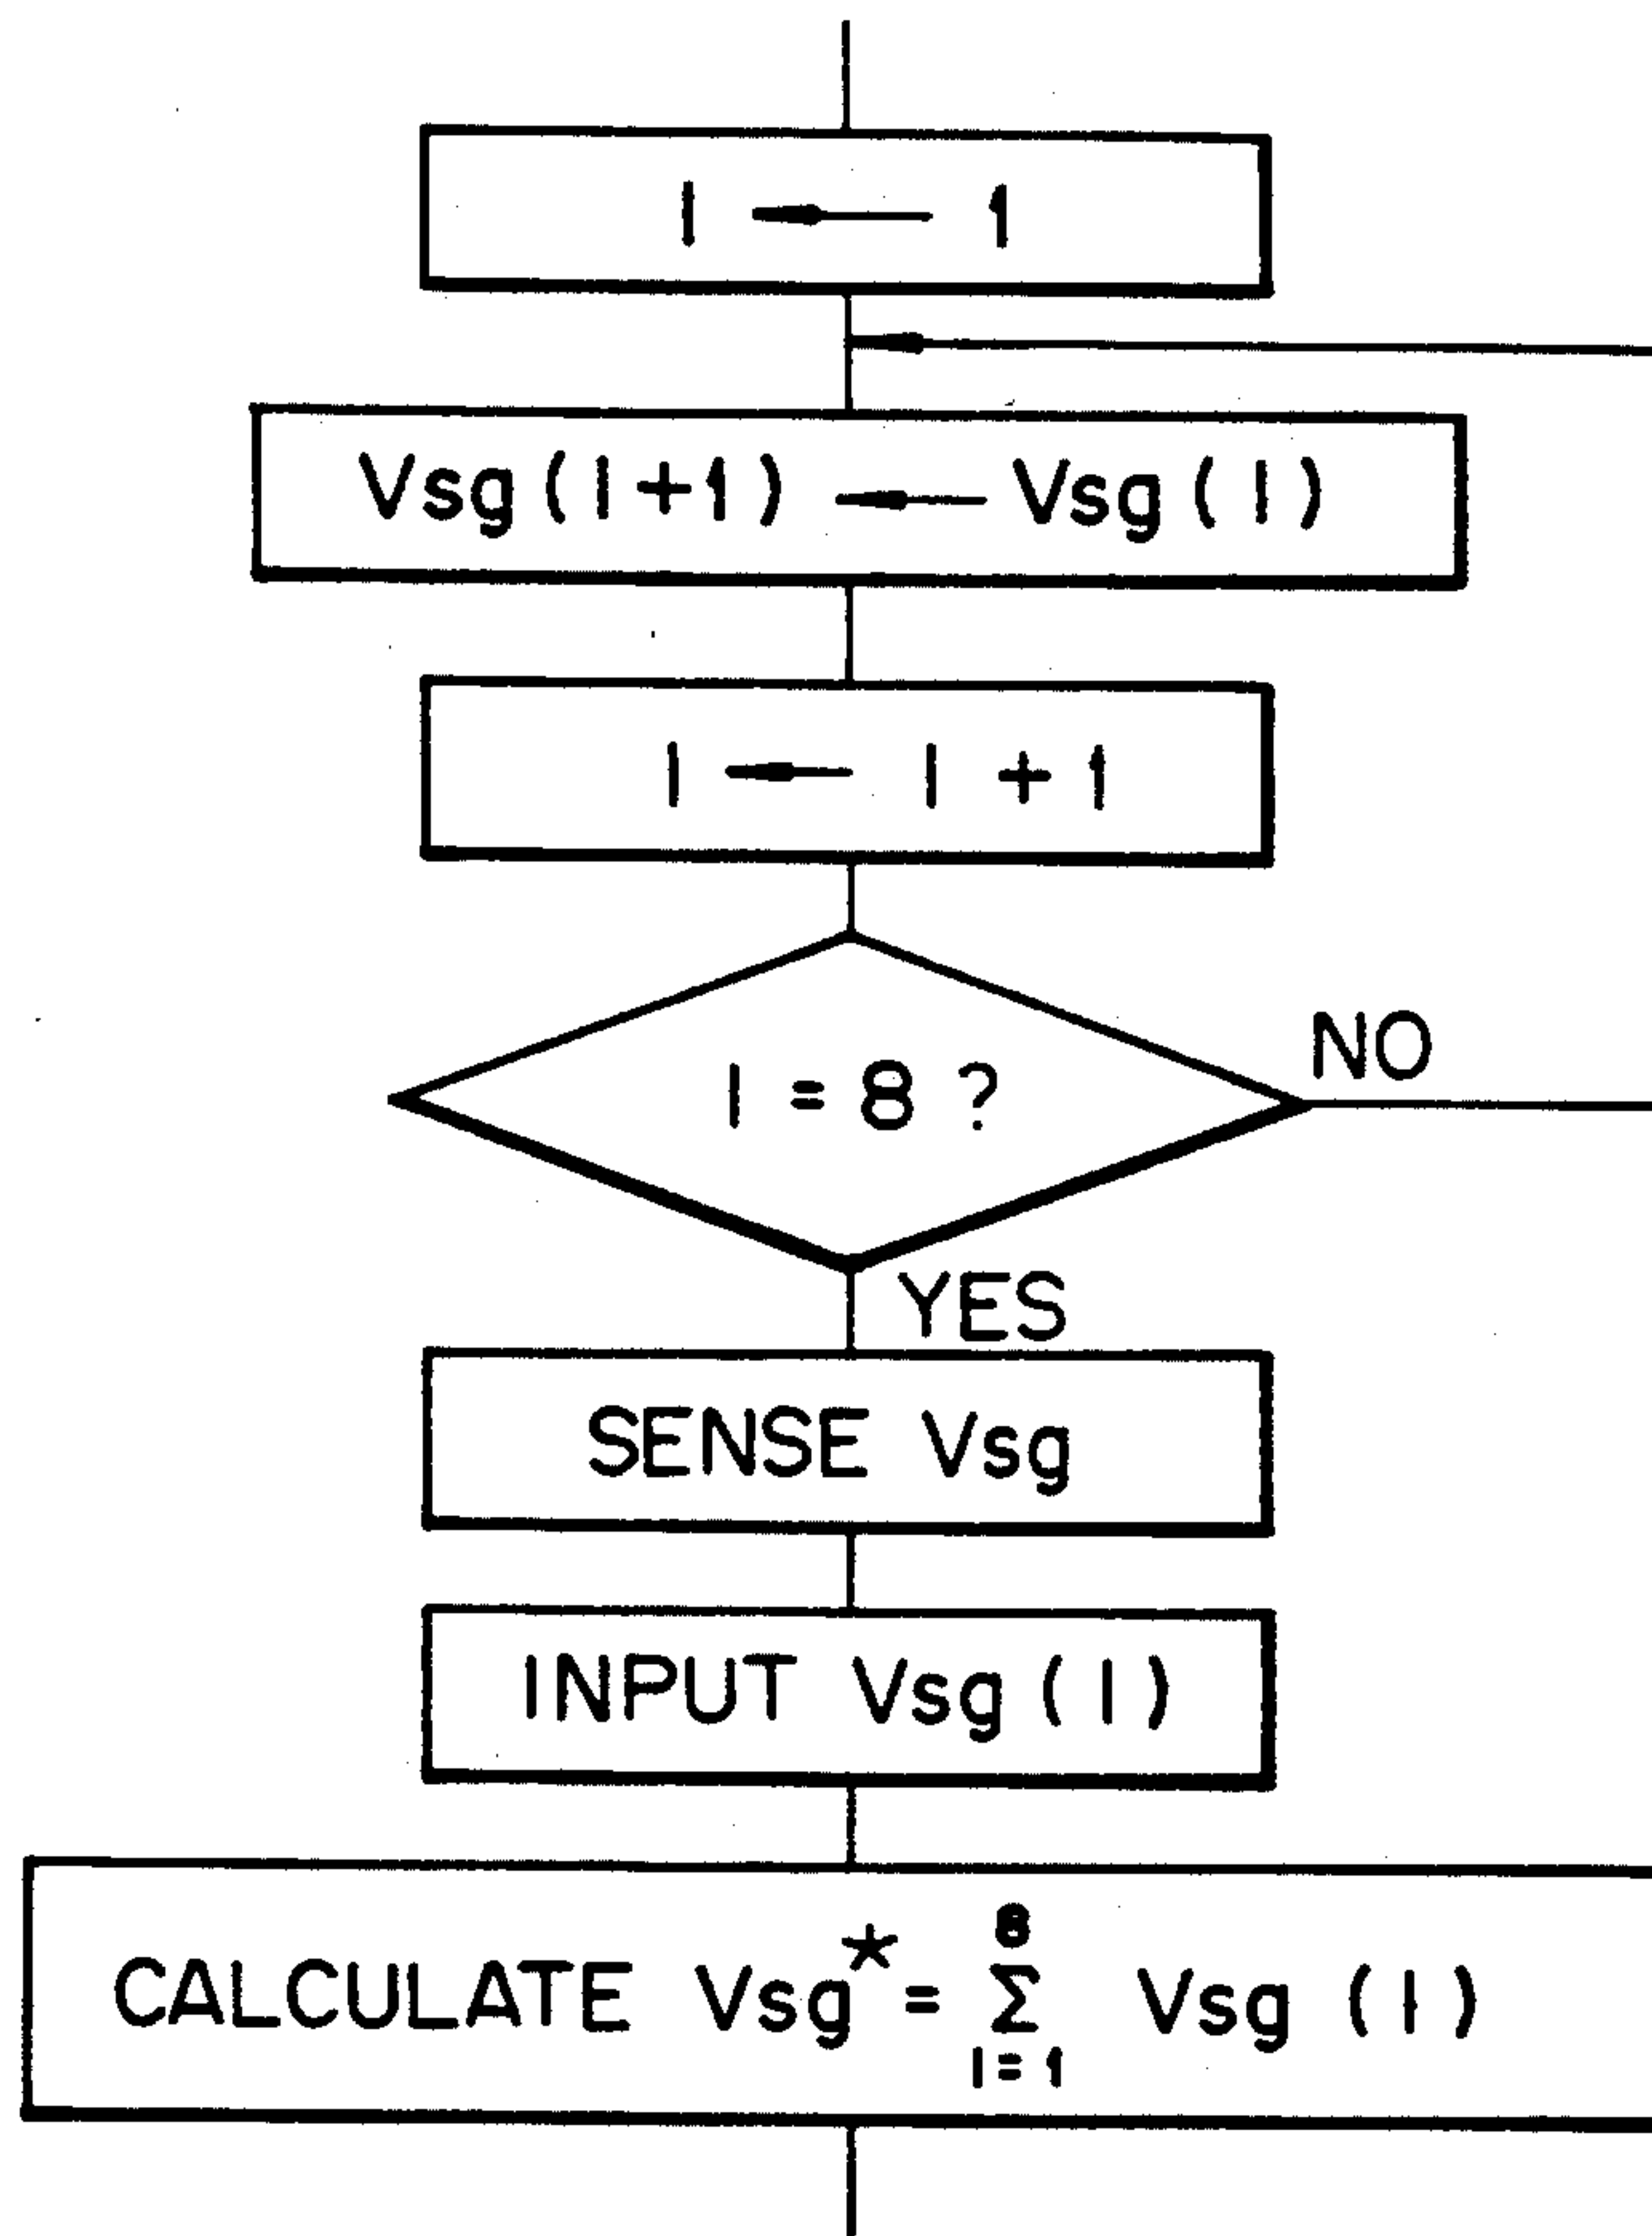 I ← 1
Vsg(I+1) ← Vsg(I)
I ← I + 1
I = 8 ?
NO
YES
SENSE Vsg
INPUT Vsg(I)
CALCULATE Vsg* = Σ Vsg(I)
8
I=1